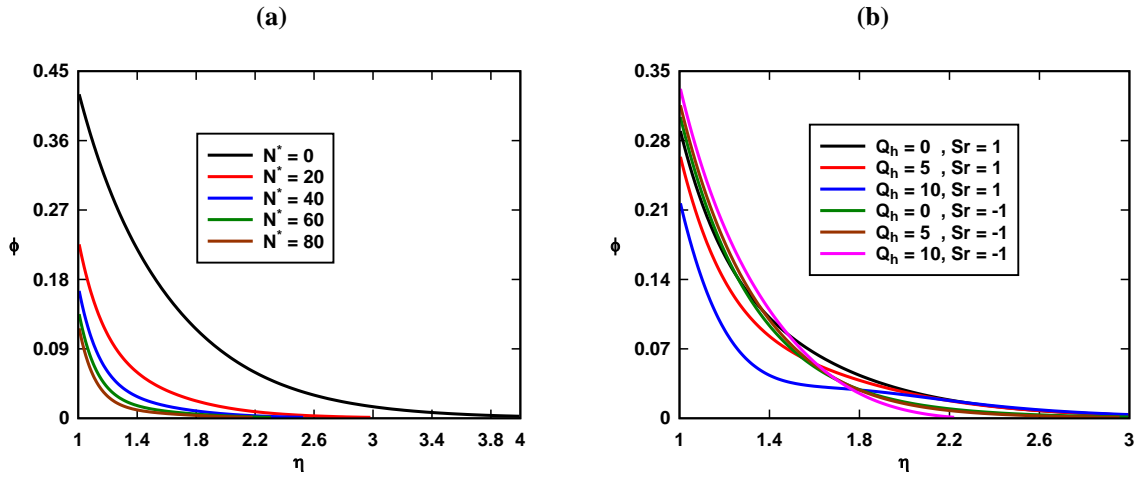 (a)
0.45
0.36
0.27
0.18
0.09
0
ϕ
N* = 0
N* = 20
N* = 40
N* = 60
N* = 80
1 1.4 1.8 2.2 2.6 3 3.4 3.8 4
η
(b)
0.35
0.28
0.21
0.14
0.07
0
ϕ
Qh = 0 , Sr = 1
Qh = 5 , Sr = 1
Qh = 10, Sr = 1
Qh = 0 , Sr = -1
Qh = 5 , Sr = -1
Qh = 10, Sr = -1
1 1.4 1.8 2.2 2.6 3
η